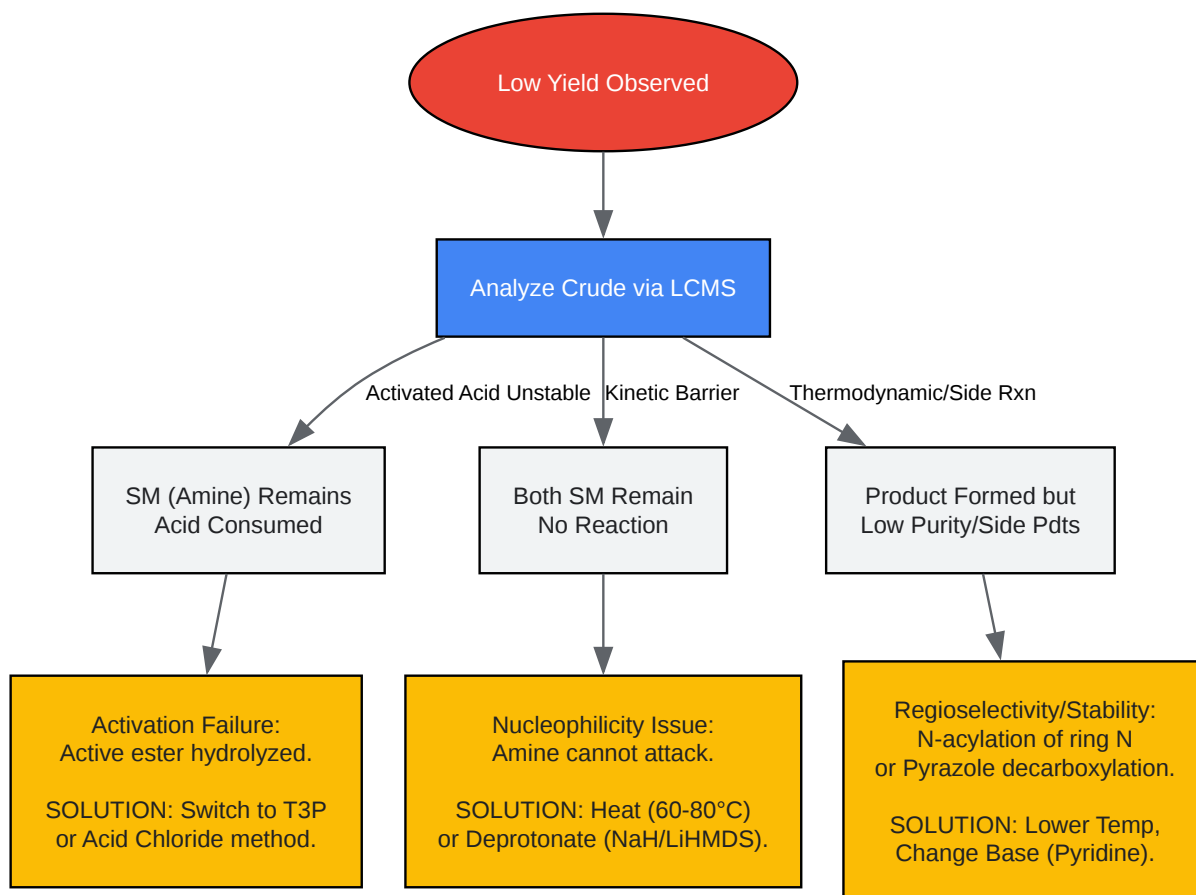 Low Yield Observed
Analyze Crude via LCMS
Activated Acid Unstable
Kinetic Barrier
Thermodynamic/Side Rxn
SM (Amine) Remains
Acid Consumed
Both SM Remain
No Reaction
Product Formed but
Low Purity/Side Pdts
Activation Failure:
Active ester hydrolyzed.
SOLUTION: Switch to T3P
or Acid Chloride method.
Nucleophilicity Issue:
Amine cannot attack.
SOLUTION: Heat (60-80°C)
or Deprotonate (NaH/LiHMDS).
Regioselectivity/Stability:
N-acylation of ring N
or Pyrazole decarboxylation.
SOLUTION: Lower Temp,
Change Base (Pyridine).